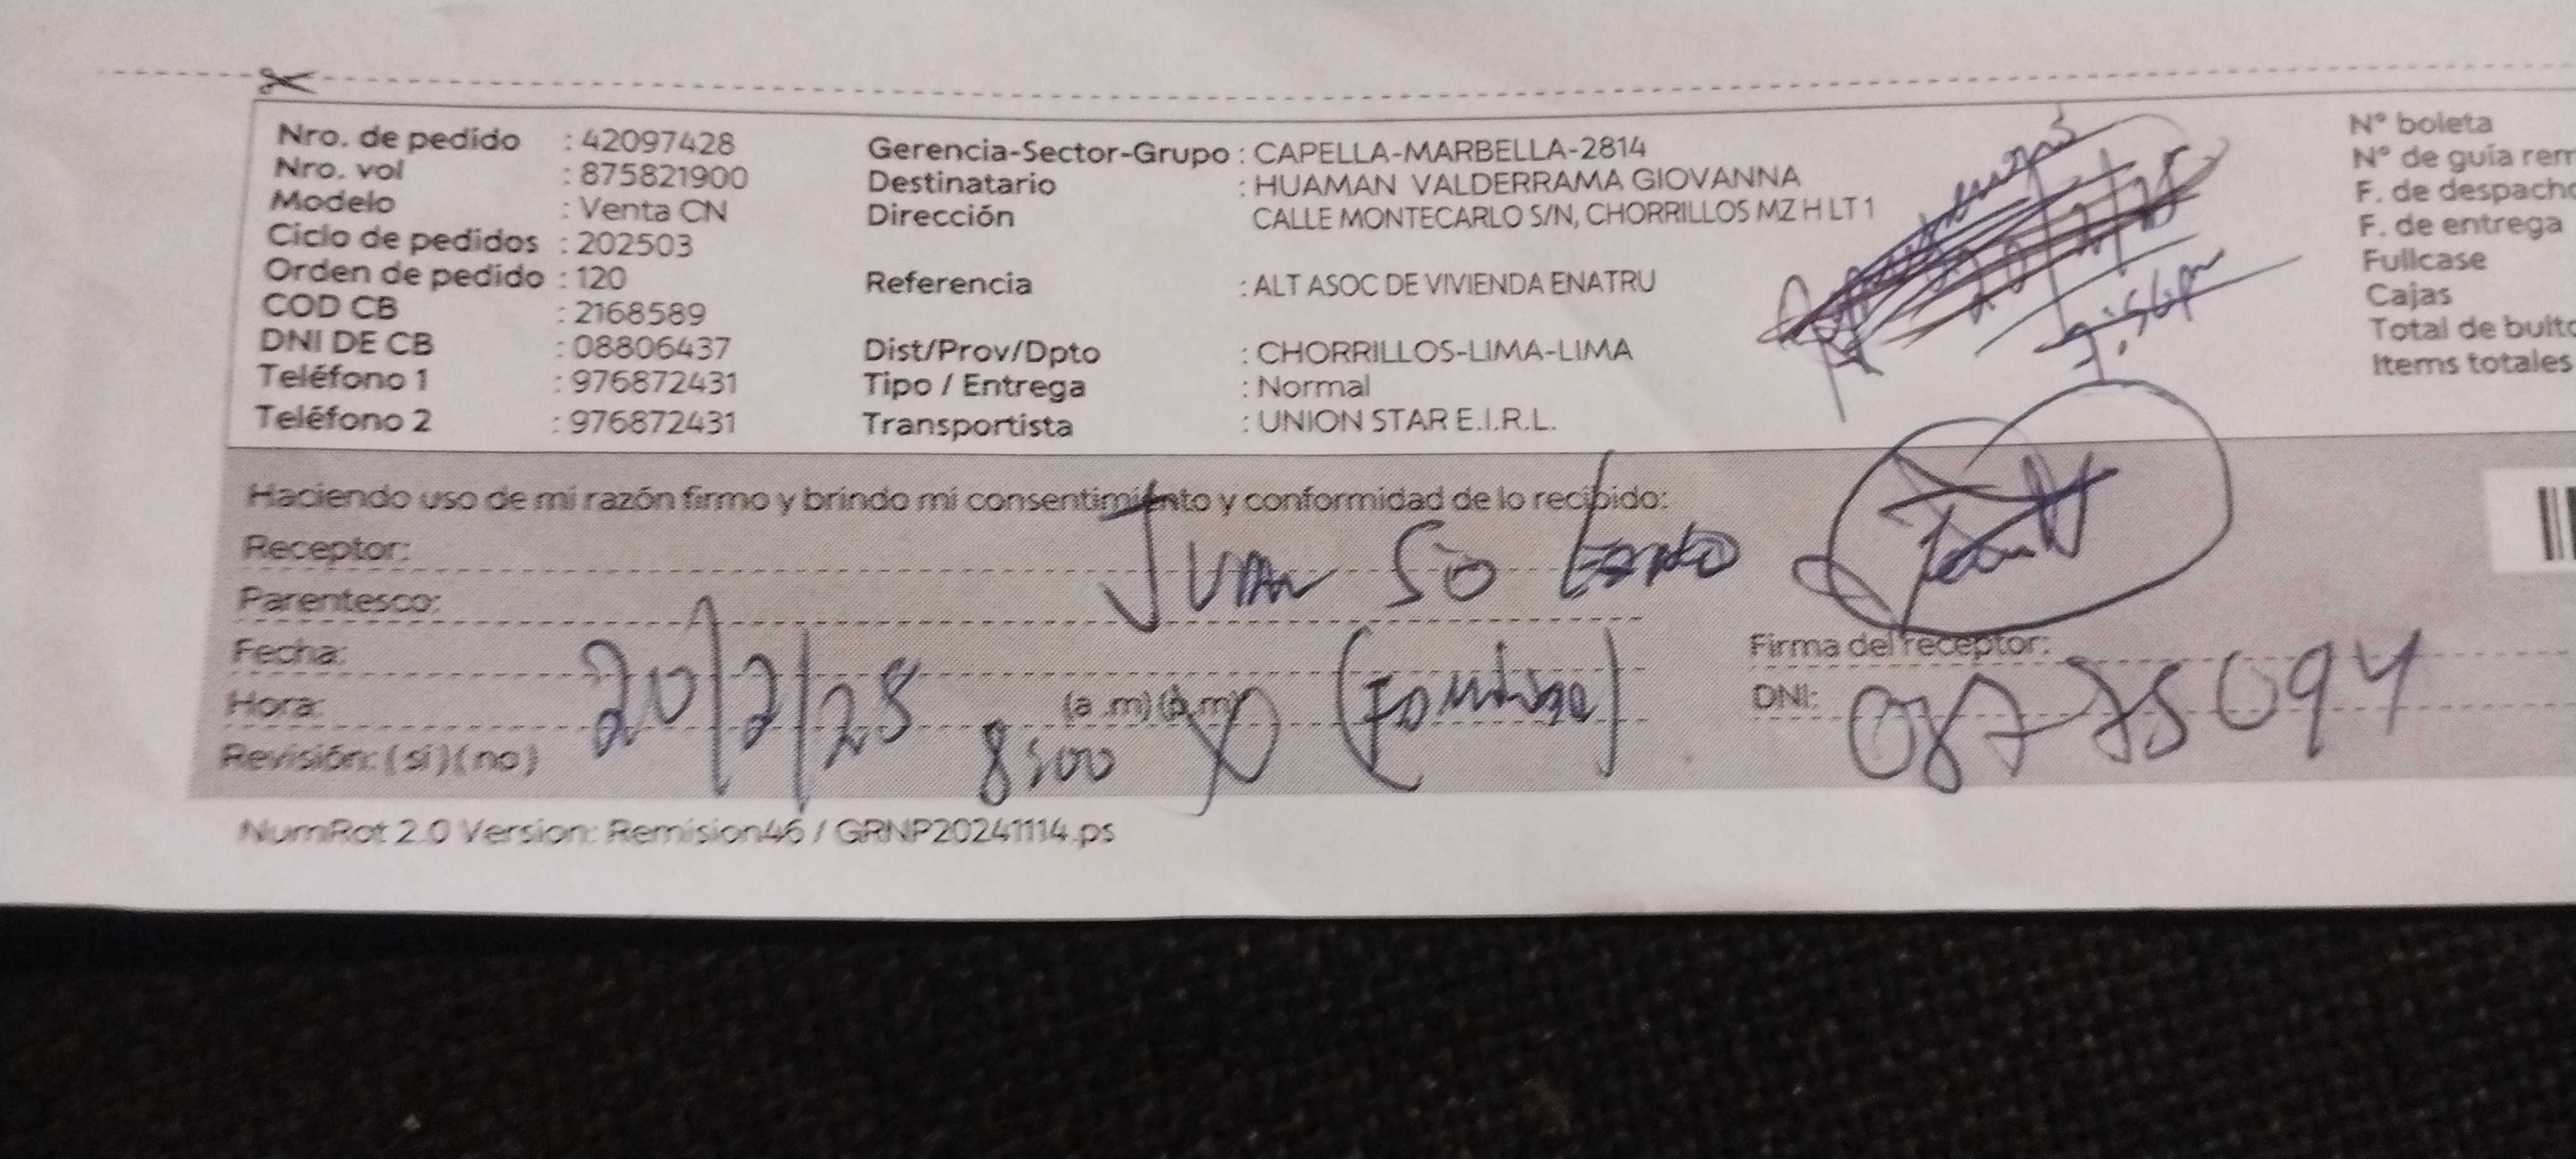 Nro. de pedido : 42097428
Nro. vol : 875821900
Modelo : Venta CN
Ciclo de pedidos : 202503
Orden de pedido : 120
COD CB : 2168589
DNI DE CB : 08806437
Teléfono 1 : 976872431
Teléfono 2 : 976872431
Gerencia-Sector-Grupo : CAPELLA-MARBELLA-2814
Destinatario : HUAMAN VALDERRAMA GIOVANNA
Dirección CALLE MONTECARLO S/N, CHORRILLOS MZ H LT 1
Referencia : ALT ASOC DE VIVIENDA ENATRU
Dist/Prov/Dpto : CHORRILLOS-LIMA-LIMA
Tipo / Entrega : Normal
Transportista : UNION STAR E.I.R.L.
N° boleta
N° de guía rem
F. de despacho
F. de entrega
Fullcase
Cajas
Total de bulto
Items totales
Haciendo uso de mi razón firmo y brindo mi consentimiento y conformidad de lo recibido:
Receptor: Juan
Parentesco:
Fecha: 20/2/25
Hora: (a .m)(p.m)
8:00
Revisión: (si)(no)
Firma del receptor:
DNI: 08775094
NumRot 2.0 Version: Remision46 / GRNP20241114.ps